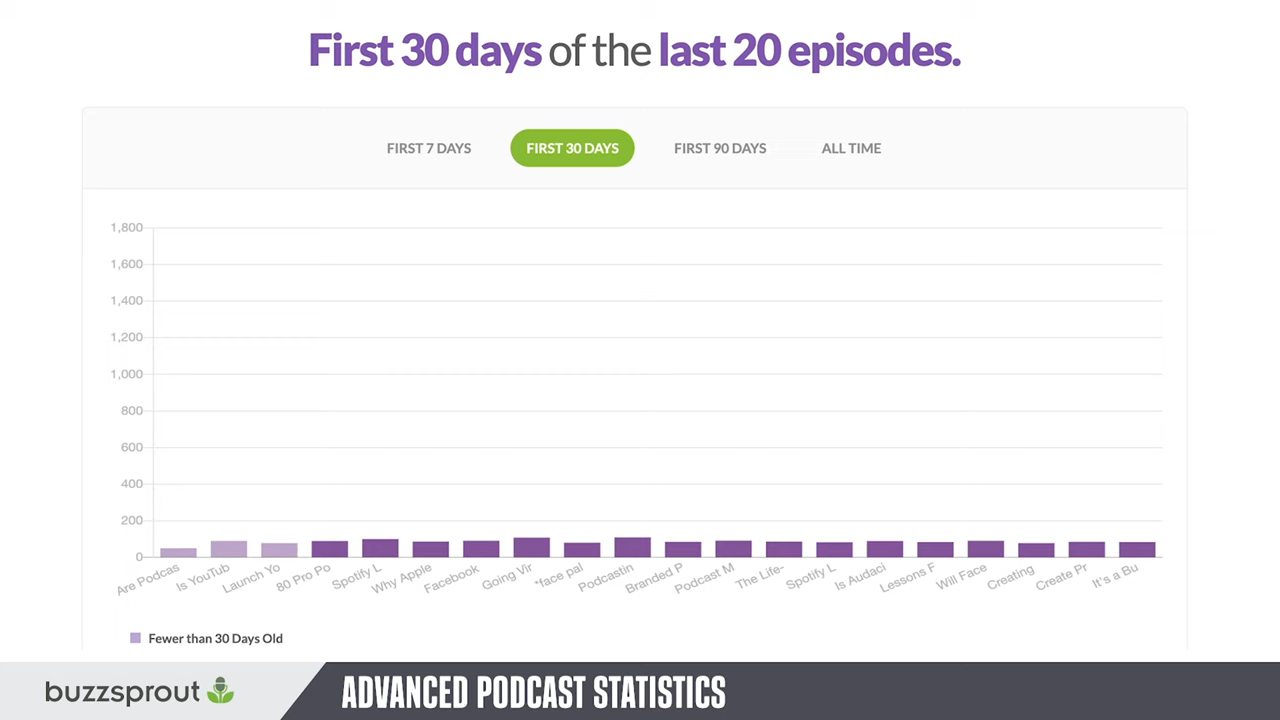 First 30 days of the last 20 episodes.
FIRST 7 DAYS FIRST 30 DAYS FIRST 90 DAYS ALL TIME
1,800
1,600
1,400
1,200
1,000
800
600
400
200
0
Are Podcas Is YouTub Launch Yo 80 Pro Po Spotify L Why Apple Facebook Going Vir *face pal Podcastin Branded P Podcast M The Life- Spotify L Is Audaci Lessons F Will Face Creating Create Pr It's a Bu
Fewer than 30 Days Old
buzzsprout ADVANCED PODCAST STATISTICS